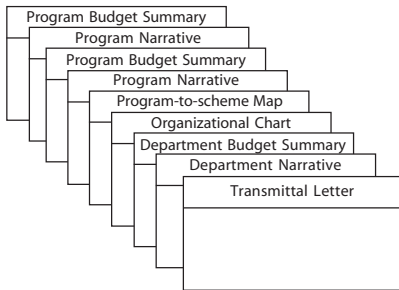 Program Budget Summary
Program Narrative
Program Budget Summary
Program Narrative
Program-to-scheme Map
Organizational Chart
Department Budget Summary
Department Narrative
Transmittal Letter